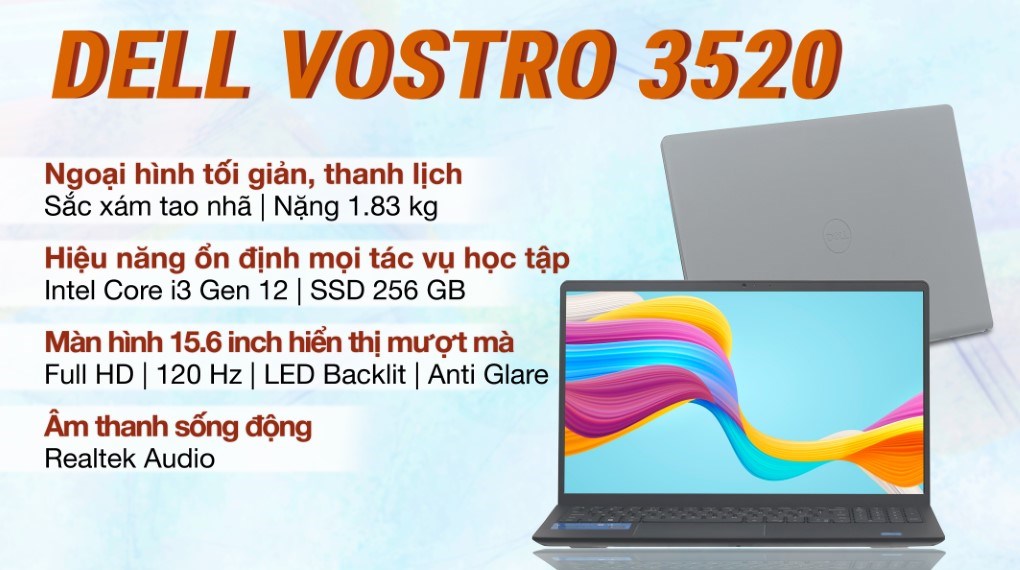 DELL VOSTRO 3520
Ngoại hình tối giản, thanh lịch
Sắc xám tao nhã | Nặng 1.83 kg
Hiệu năng ổn định mọi tác vụ học tập
Intel Core i3 Gen 12 | SSD 256 GB
Màn hình 15.6 inch hiển thị mượt mà
Full HD | 120 Hz | LED Backlit | Anti Glare
Âm thanh sống động
Realtek Audio
DELL